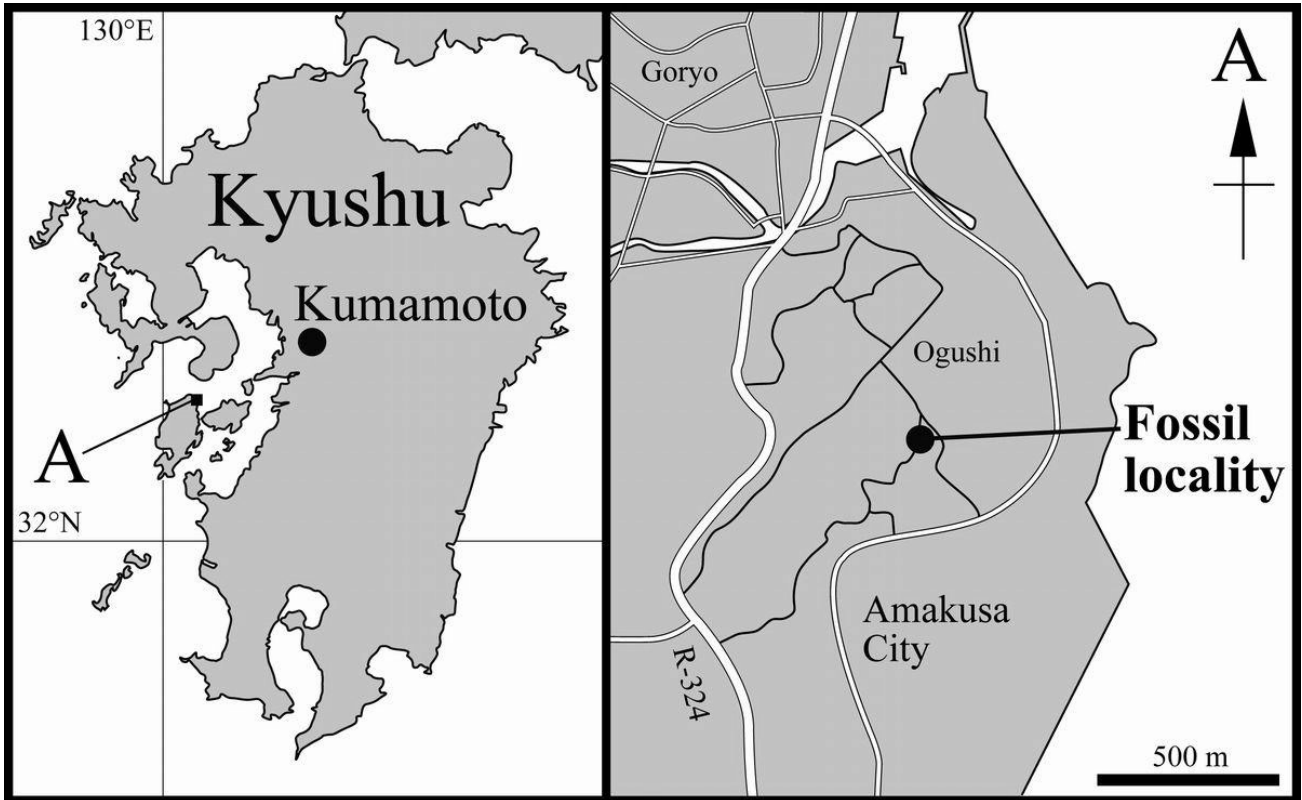 130°E
Kyushu
Kumamoto
A
32°N
Goryo
A
Ogushi
Fossil
locality
Amakusa
City
R-324
500 m